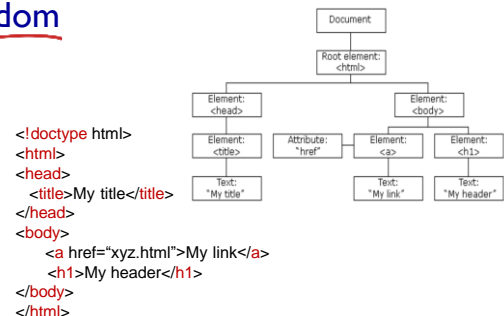 dom
Document
Root element:
<html>
Element:
<head>
Element:
<body>
Element:
<title>
Attribute:
"href"
Element:
<a>
Element:
<h1>
Text:
"My title"
Text:
"My link"
Text:
"My header"
<!doctype html>
<html>
<head>
<title>My title</title>
</head>
<body>
<a href=“xyz.html”>My link</a>
<h1>My header</h1>
</body>
</html>